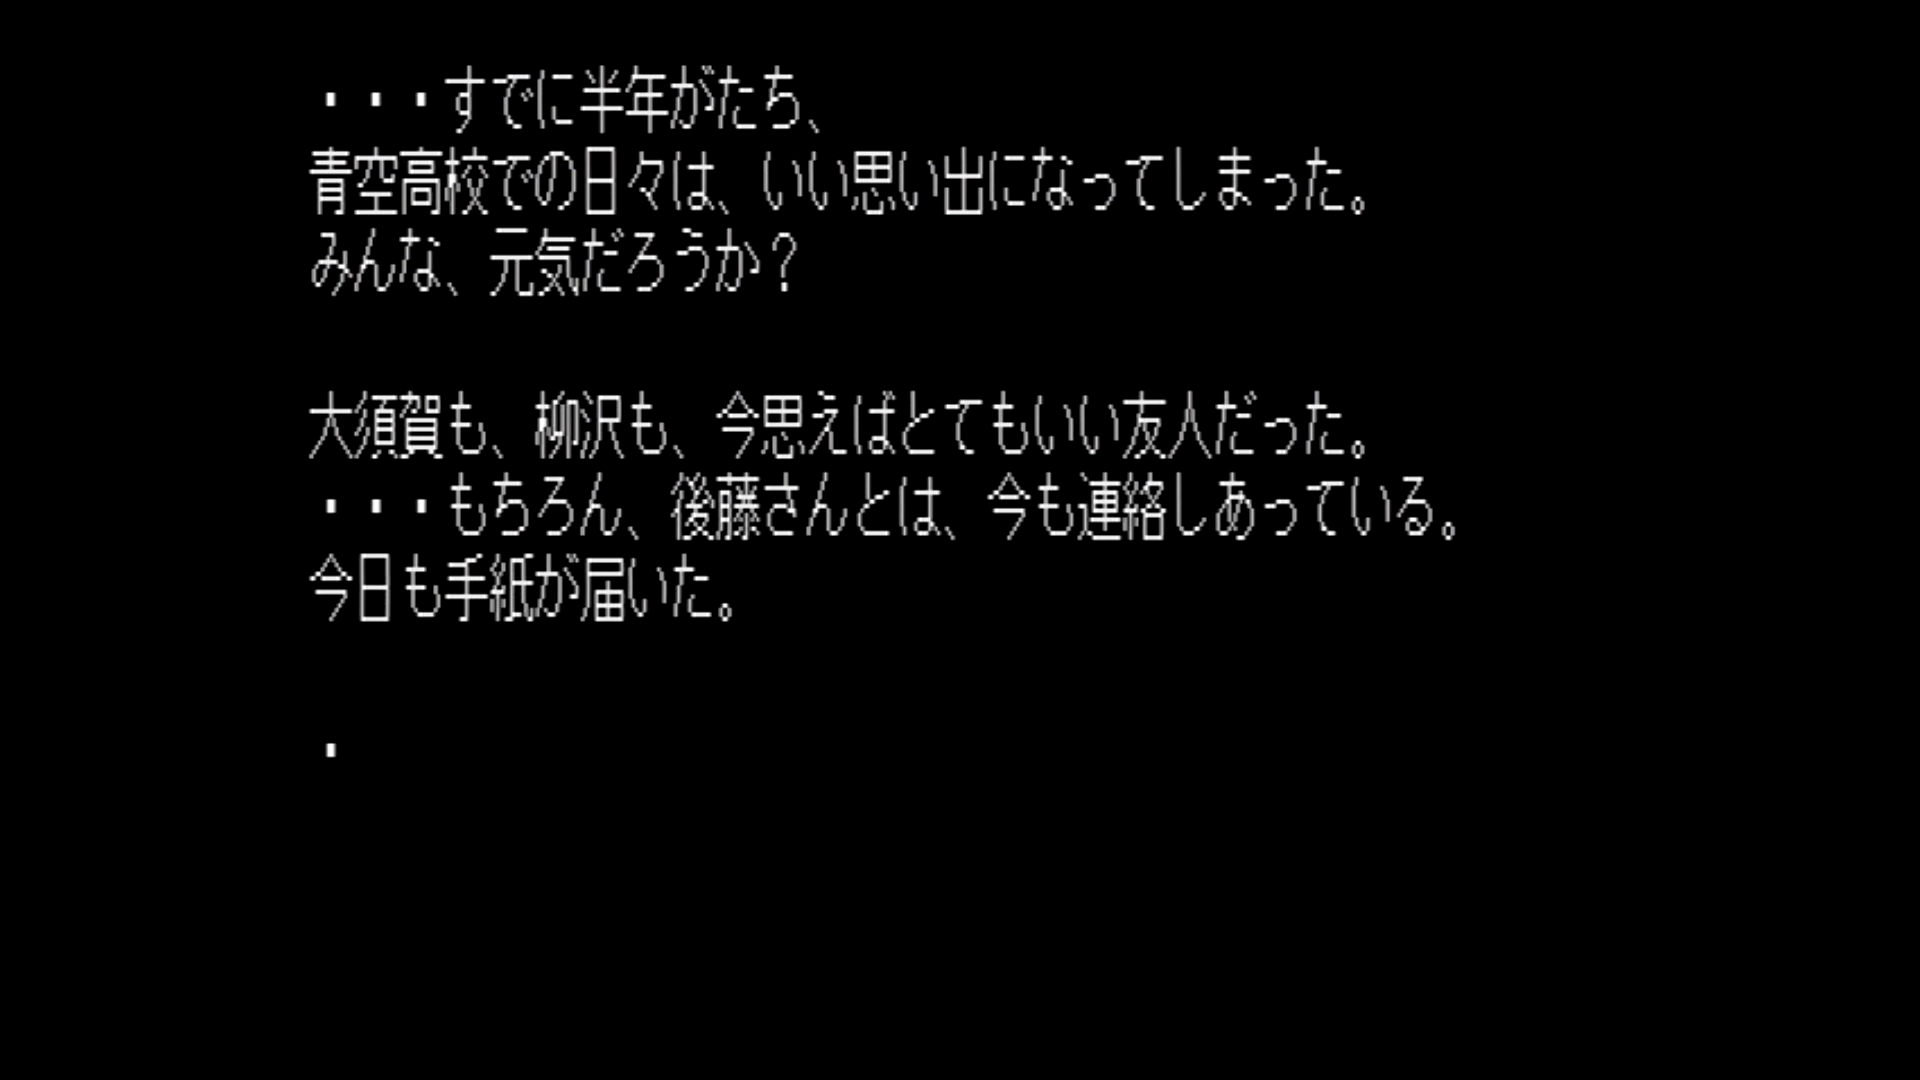 ・・・すでに半年がたち、
青空高校での日々は、いい思い出になってしまった。
みんな、元気だろうか？
大須賀も、柳沢も、今思えばとてもいい友人だった。
・・・もちろん、後藤さんとは、今も連絡しあっている。
今日も手紙が届いた。
・